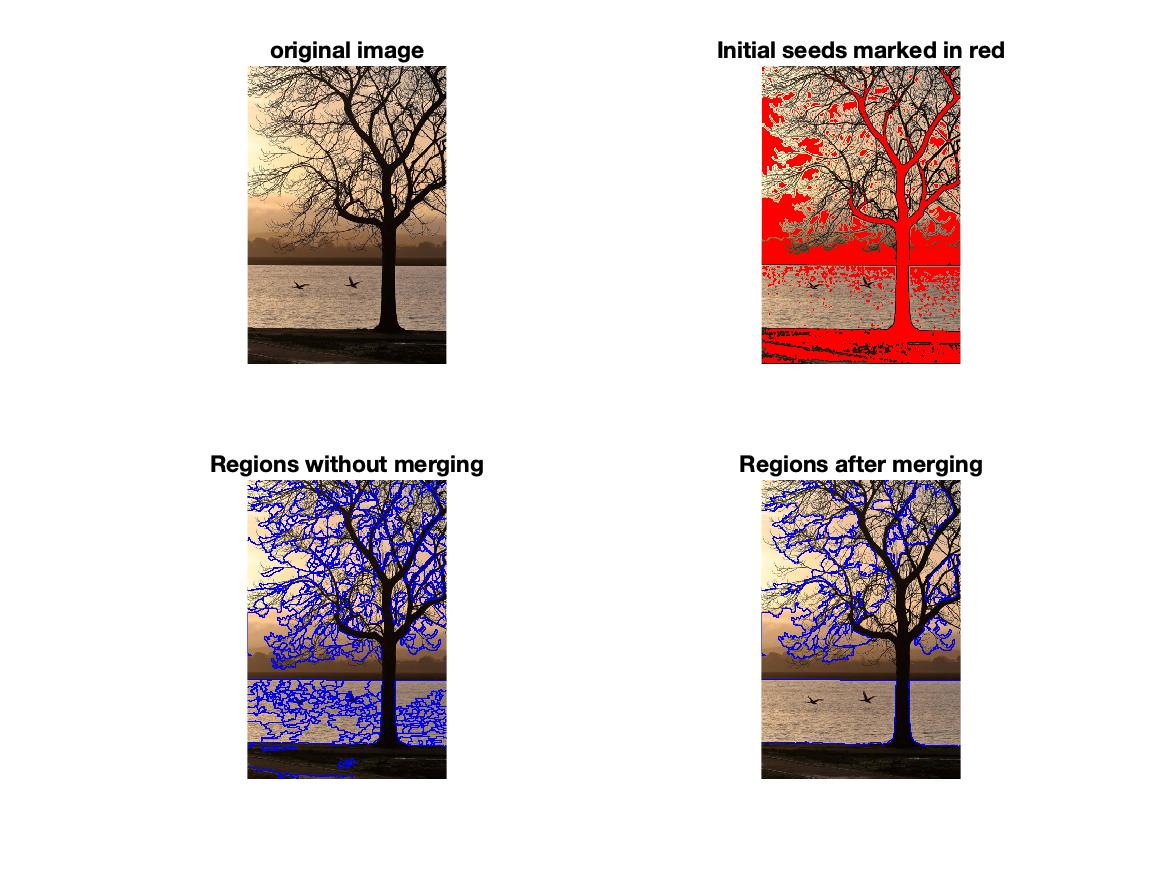 original image
Initial seeds marked in red
Regions without merging
Regions after merging